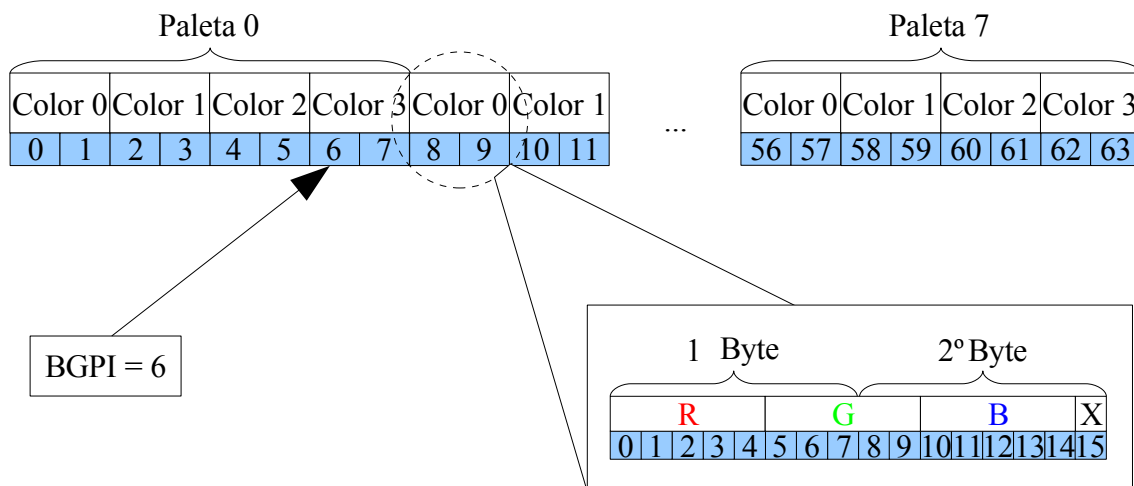 Paleta 0 Paleta 7
Color 0 Color 1 Color 2 Color 3 Color 0 Color 1 ... Color 0 Color 1 Color 2 Color 3
0 1 2 3 4 5 6 7 8 9 10 11 56 57 58 59 60 61 62 63
BGPI = 6
1 Byte 2º Byte
R G B X
0 1 2 3 4 5 6 7 8 9 10 11 12 13 14 15